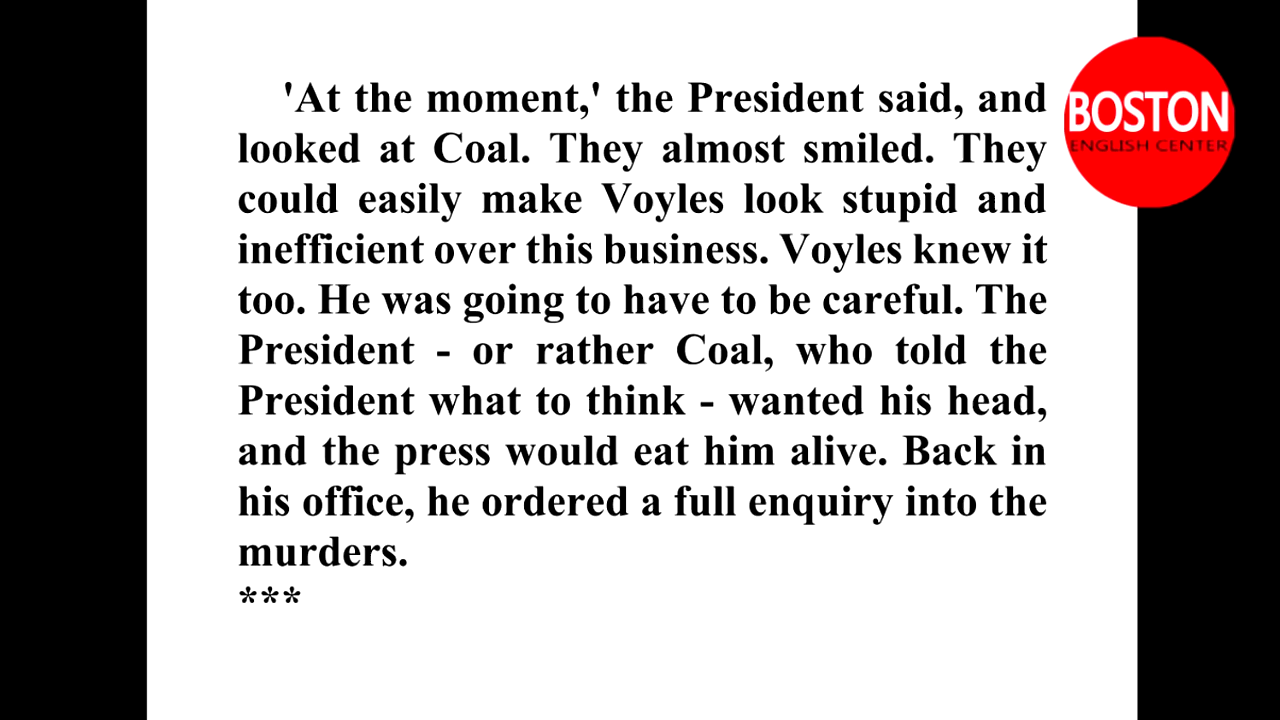 'At the moment,' the President said, and
looked at Coal. They almost smiled. They
could easily make Voyles look stupid and
inefficient over this business. Voyles knew it
too. He was going to have to be careful. The
President - or rather Coal, who told the
President what to think - wanted his head,
and the press would eat him alive. Back in
his office, he ordered a full enquiry into the
murders.
***
BOSTON
ENGLISH CENTER